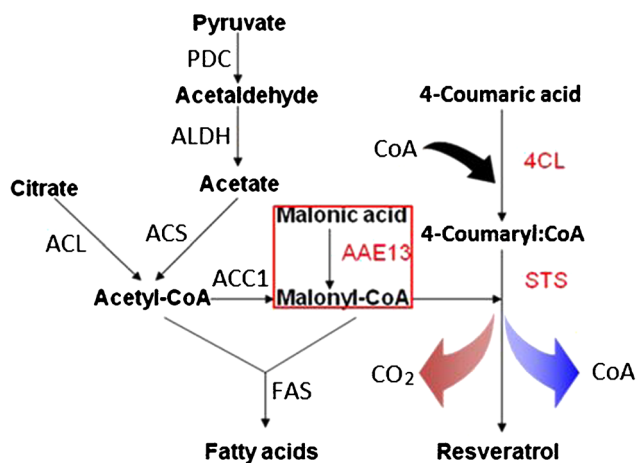 Pyruvate
PDC
Acetaldehyde
ALDH
Acetate
Citrate
ACL
ACS
Acetyl-CoA
ACC1
Malonic acid
AAE13
Malonyl-CoA
FAS
Fatty acids
4-Coumaric acid
CoA
4CL
4-Coumaryl:CoA
STS
CO₂
CoA
Resveratrol